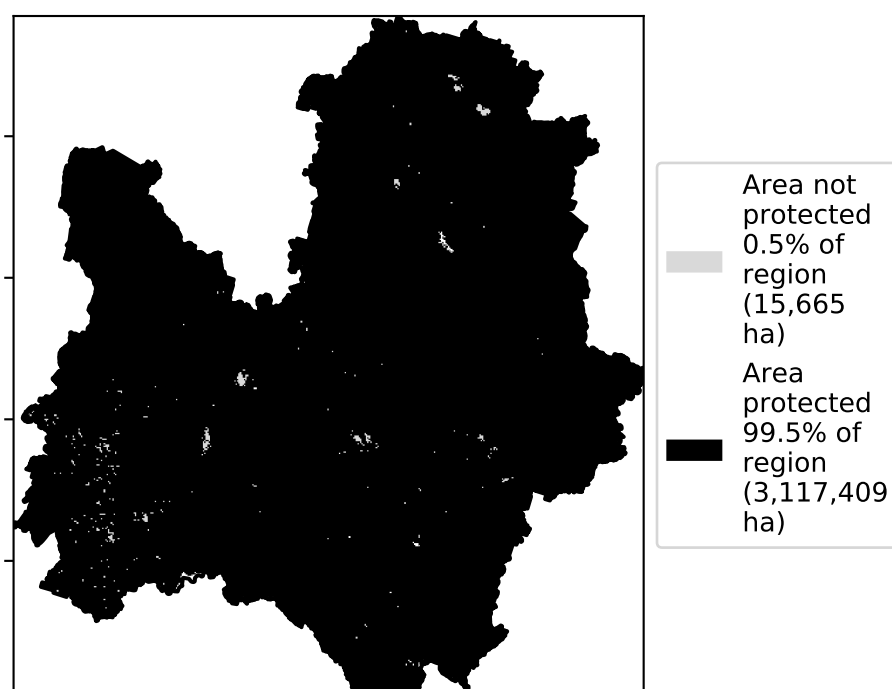 Area not
protected
0.5% of
region
(15,665
ha)
Area
protected
99.5% of
region
(3,117,409
ha)